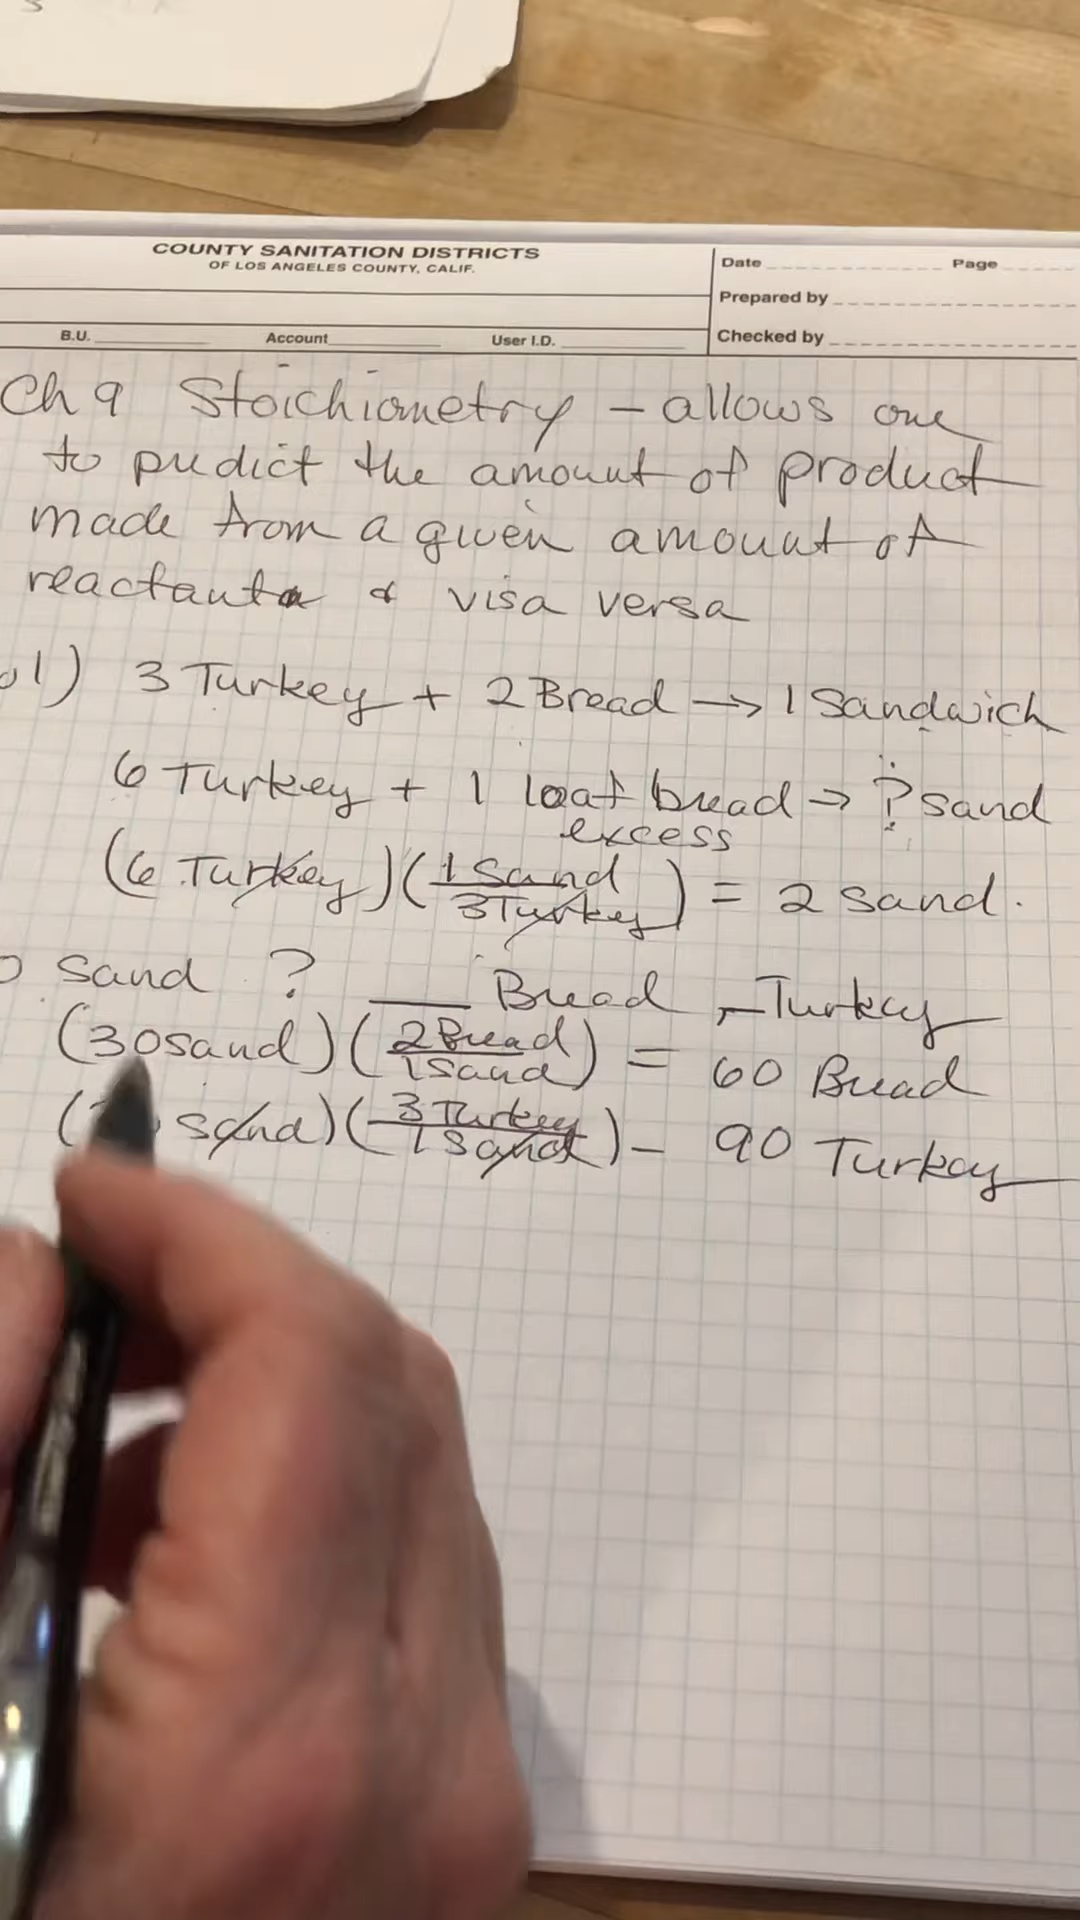 COUNTY SANITATION DISTRICTS
OF LOS ANGELES COUNTY, CALIF.
Date Page
Prepared by
B.U. Account User I.D. Checked by
Ch 9 Stoichiometry - allows one
to predict the amount of product
made from a given amount of
reactant & visa versa
1) 3 Turkey + 2 Bread → 1 Sandwich
6 Turkey + 1 loaf bread → ? sand
excess
(6 Turkey)(1 Sand / 3 Turkey) = 2 sand.
sand ? ___ Bread, - Turkey
(30 sand)(2 Bread / 1 Sand) = 60 Bread
( sand)(3 Turkey / 1 Sand) - 90 Turkey